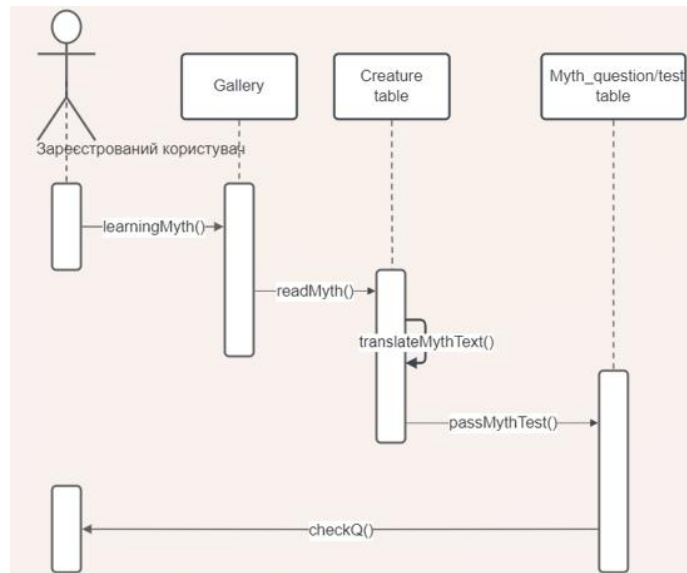 Gallery
Creature
table
Myth_question/test
table
Зареєстрований користувач
learningMyth()
readMyth()
translateMythText()
passMythTest()
checkQ()